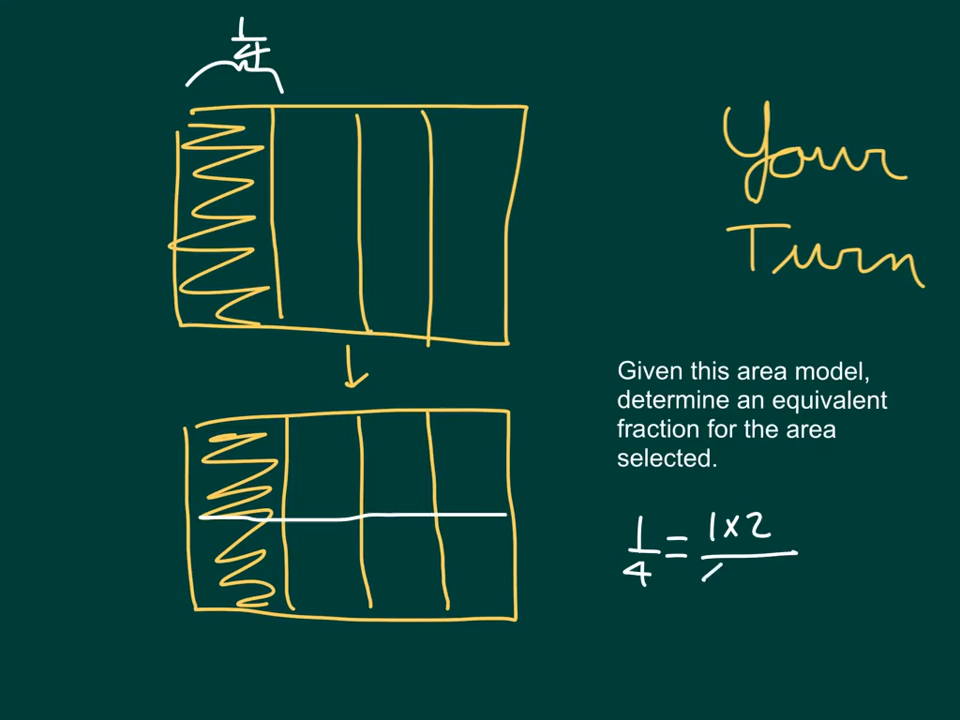 1/4
Your
Turn
Given this area model,
determine an equivalent
fraction for the area
selected.
1/4 = 1x2/